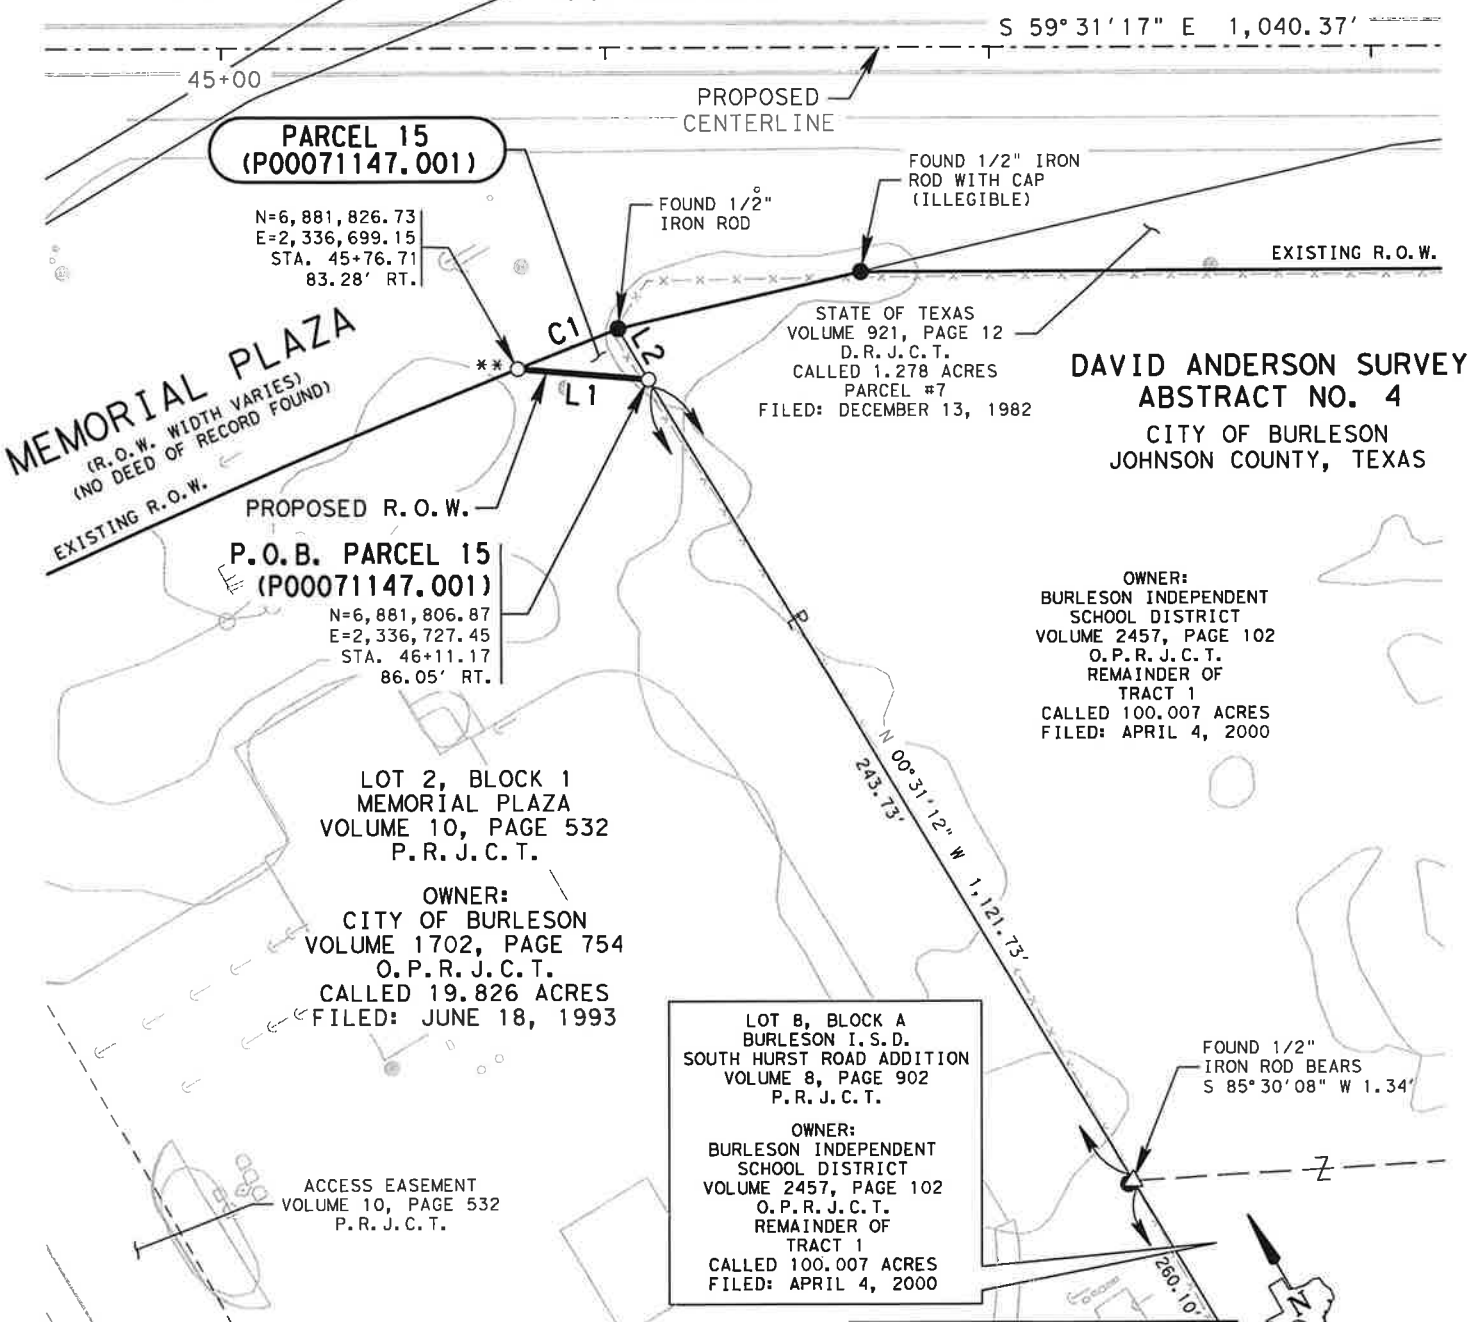 S 59°31'17" E 1,040.37'
45+00
PROPOSED
CENTERLINE
PARCEL 15
(P00071147.001)
N=6,881,826.73
E=2,336,699.15
STA. 45+76.71
83.28' RT.
FOUND 1/2"
IRON ROD
FOUND 1/2" IRON
ROD WITH CAP
(ILLEGIBLE)
EXISTING R.O.W.
C1
L2
**
L1
STATE OF TEXAS
VOLUME 921, PAGE 12
D.R.J.C.T.
CALLED 1.278 ACRES
PARCEL #7
FILED: DECEMBER 13, 1982
DAVID ANDERSON SURVEY
ABSTRACT NO. 4
CITY OF BURLESON
JOHNSON COUNTY, TEXAS
MEMORIAL PLAZA
(R.O.W. WIDTH VARIES)
(NO DEED OF RECORD FOUND)
EXISTING R.O.W.
PROPOSED R.O.W.
P.O.B. PARCEL 15
(P00071147.001)
N=6,881,806.87
E=2,336,727.45
STA. 46+11.17
86.05' RT.
PL
OWNER:
BURLESON INDEPENDENT
SCHOOL DISTRICT
VOLUME 2457, PAGE 102
O.P.R.J.C.T.
REMAINDER OF
TRACT 1
CALLED 100.007 ACRES
FILED: APRIL 4, 2000
N 00°31'12" W 1,121.73'
243.73'
LOT 2, BLOCK 1
MEMORIAL PLAZA
VOLUME 10, PAGE 532
P.R.J.C.T.
OWNER:
CITY OF BURLESON
VOLUME 1702, PAGE 754
O.P.R.J.C.T.
CALLED 19.826 ACRES
FILED: JUNE 18, 1993
LOT 8, BLOCK A
BURLESON I.S.D.
SOUTH HURST ROAD ADDITION
VOLUME 8, PAGE 902
P.R.J.C.T.
OWNER:
BURLESON INDEPENDENT
SCHOOL DISTRICT
VOLUME 2457, PAGE 102
O.P.R.J.C.T.
REMAINDER OF
TRACT 1
CALLED 100.007 ACRES
FILED: APRIL 4, 2000
FOUND 1/2"
IRON ROD BEARS
S 85°30'08" W 1.34'
Z
ACCESS EASEMENT
VOLUME 10, PAGE 532
P.R.J.C.T.
260.10'